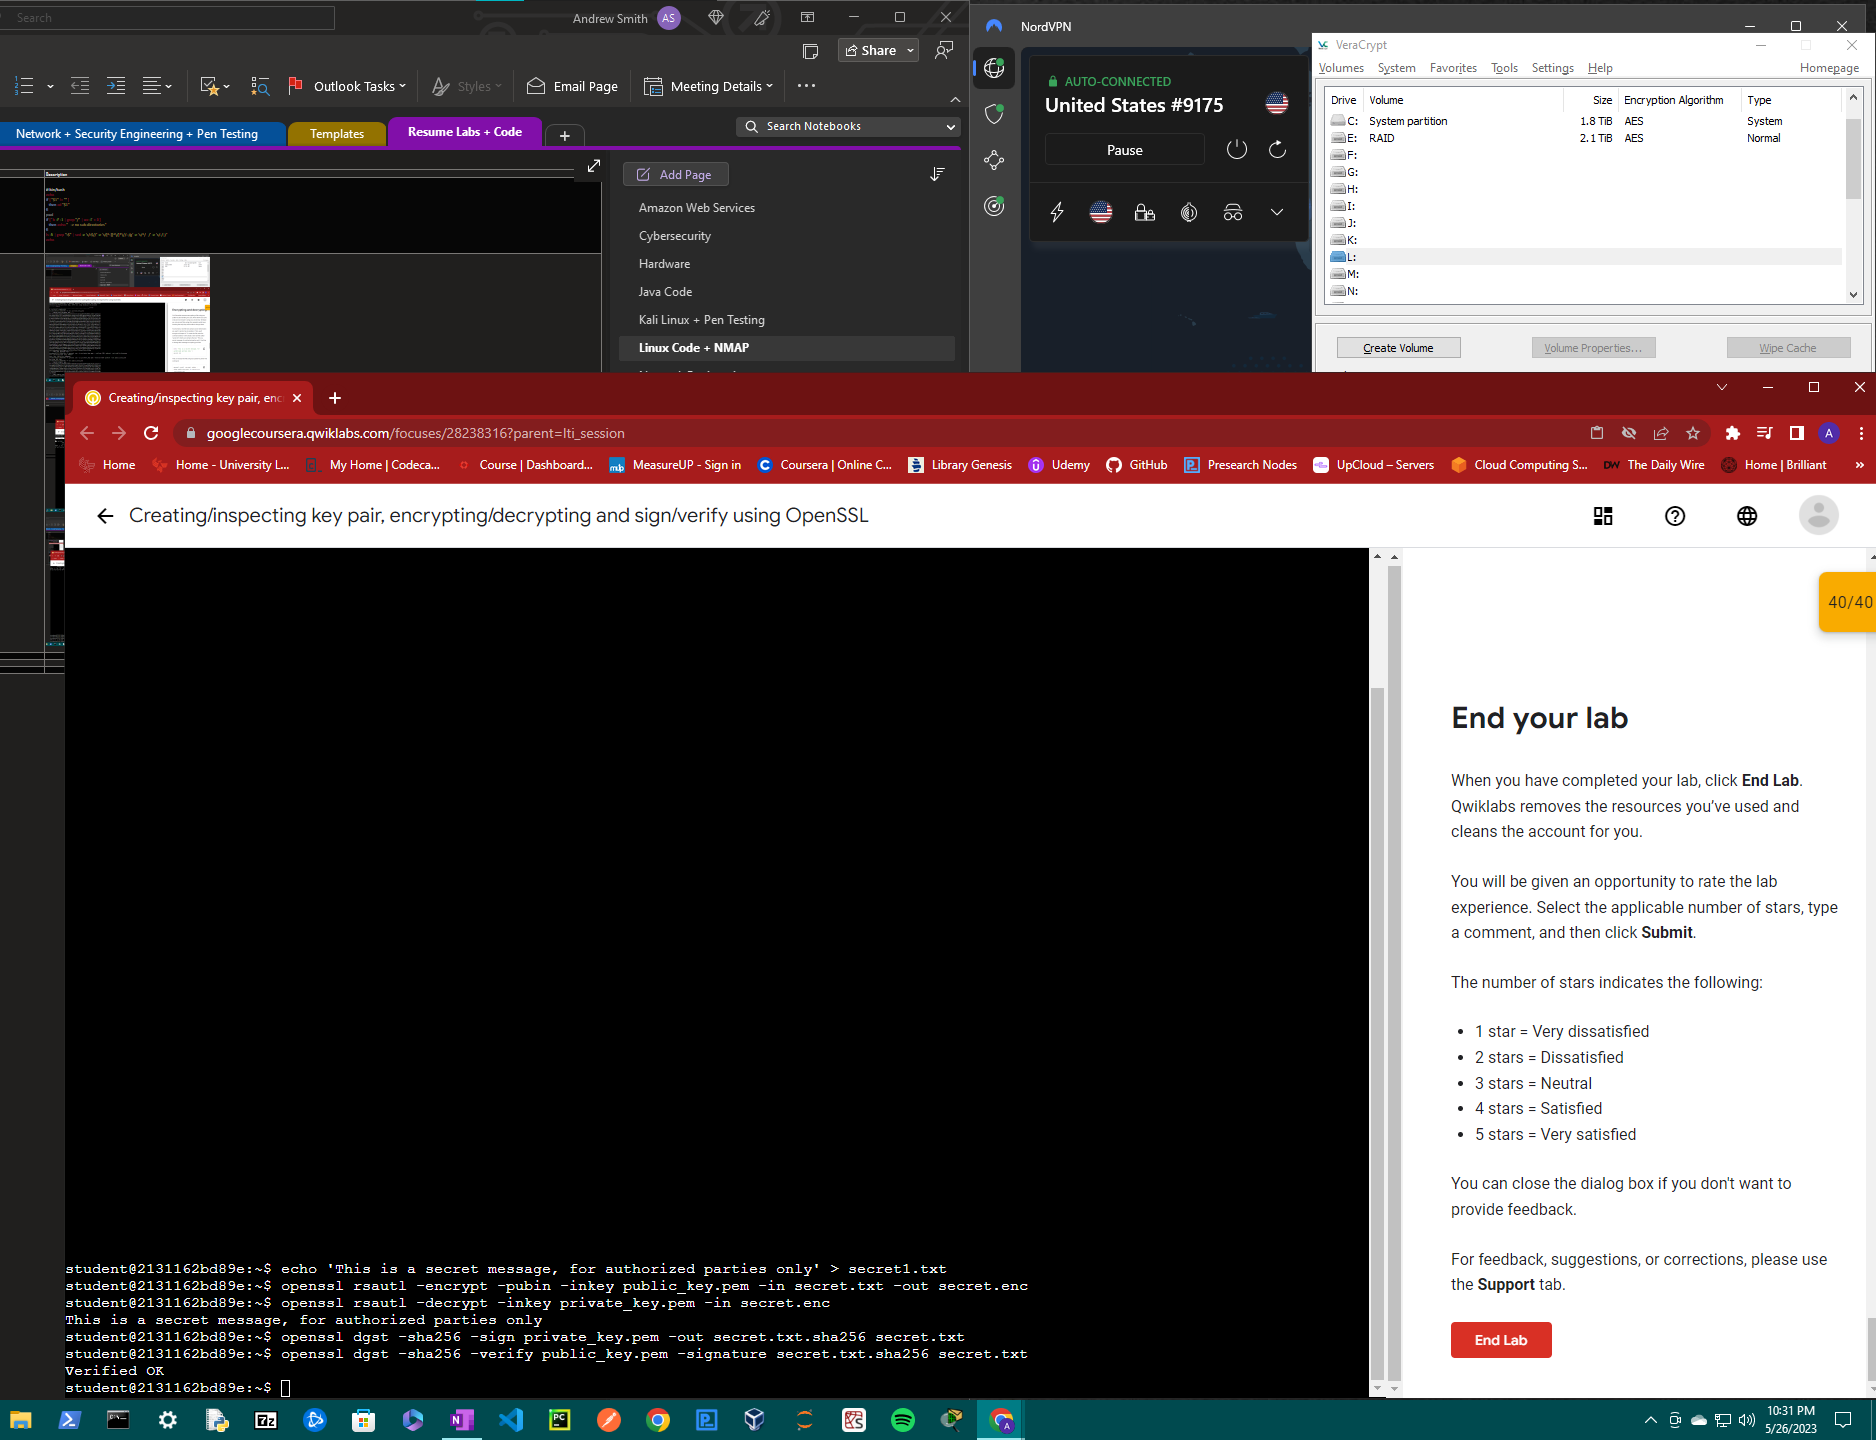 Search
Andrew Smith AS
Share
Outlook Tasks
Styles
Email Page
Meeting Details
Network + Security Engineering + Pen Testing
Templates
Resume Labs + Code
Search Notebooks
Description
Add Page
Amazon Web Services
Cybersecurity
Hardware
Java Code
Kali Linux + Pen Testing
Linux Code + NMAP
NordVPN
AUTO-CONNECTED
United States #9175
Pause
VeraCrypt
Volumes System Favorites Tools Settings Help Homepage
Drive Volume Size Encryption Algorithm Type
C: System partition 1.8 TiB AES System
E: RAID 2.1 TiB AES Normal
F:
G:
H:
I:
J:
K:
L:
M:
N:
Create Volume Volume Properties... Wipe Cache
Creating/inspecting key pair, enc
googlecoursera.qwiklabs.com/focuses/28238316?parent=lti_session
A
Home Home - University L... My Home | Codeca... Course | Dashboard... MeasureUP - Sign in Coursera | Online C... Library Genesis Udemy GitHub Presearch Nodes UpCloud – Servers Cloud Computing S... DW The Daily Wire Home | Brilliant »
Creating/inspecting key pair, encrypting/decrypting and sign/verify using OpenSSL
40/40
End your lab
When you have completed your lab, click End Lab.
Qwiklabs removes the resources you’ve used and
cleans the account for you.
You will be given an opportunity to rate the lab
experience. Select the applicable number of stars, type
a comment, and then click Submit.
The number of stars indicates the following:
• 1 star = Very dissatisfied
• 2 stars = Dissatisfied
• 3 stars = Neutral
• 4 stars = Satisfied
• 5 stars = Very satisfied
You can close the dialog box if you don't want to
provide feedback.
For feedback, suggestions, or corrections, please use
the Support tab.
End Lab
student@2131162bd89e:~$ echo 'This is a secret message, for authorized parties only' > secret1.txt
student@2131162bd89e:~$ openssl rsautl -encrypt -pubin -inkey public_key.pem -in secret.txt -out secret.enc
student@2131162bd89e:~$ openssl rsautl -decrypt -inkey private_key.pem -in secret.enc
This is a secret message, for authorized parties only
student@2131162bd89e:~$ openssl dgst -sha256 -sign private_key.pem -out secret.txt.sha256 secret.txt
student@2131162bd89e:~$ openssl dgst -sha256 -verify public_key.pem -signature secret.txt.sha256 secret.txt
Verified OK
student@2131162bd89e:~$
10:31 PM
5/26/2023